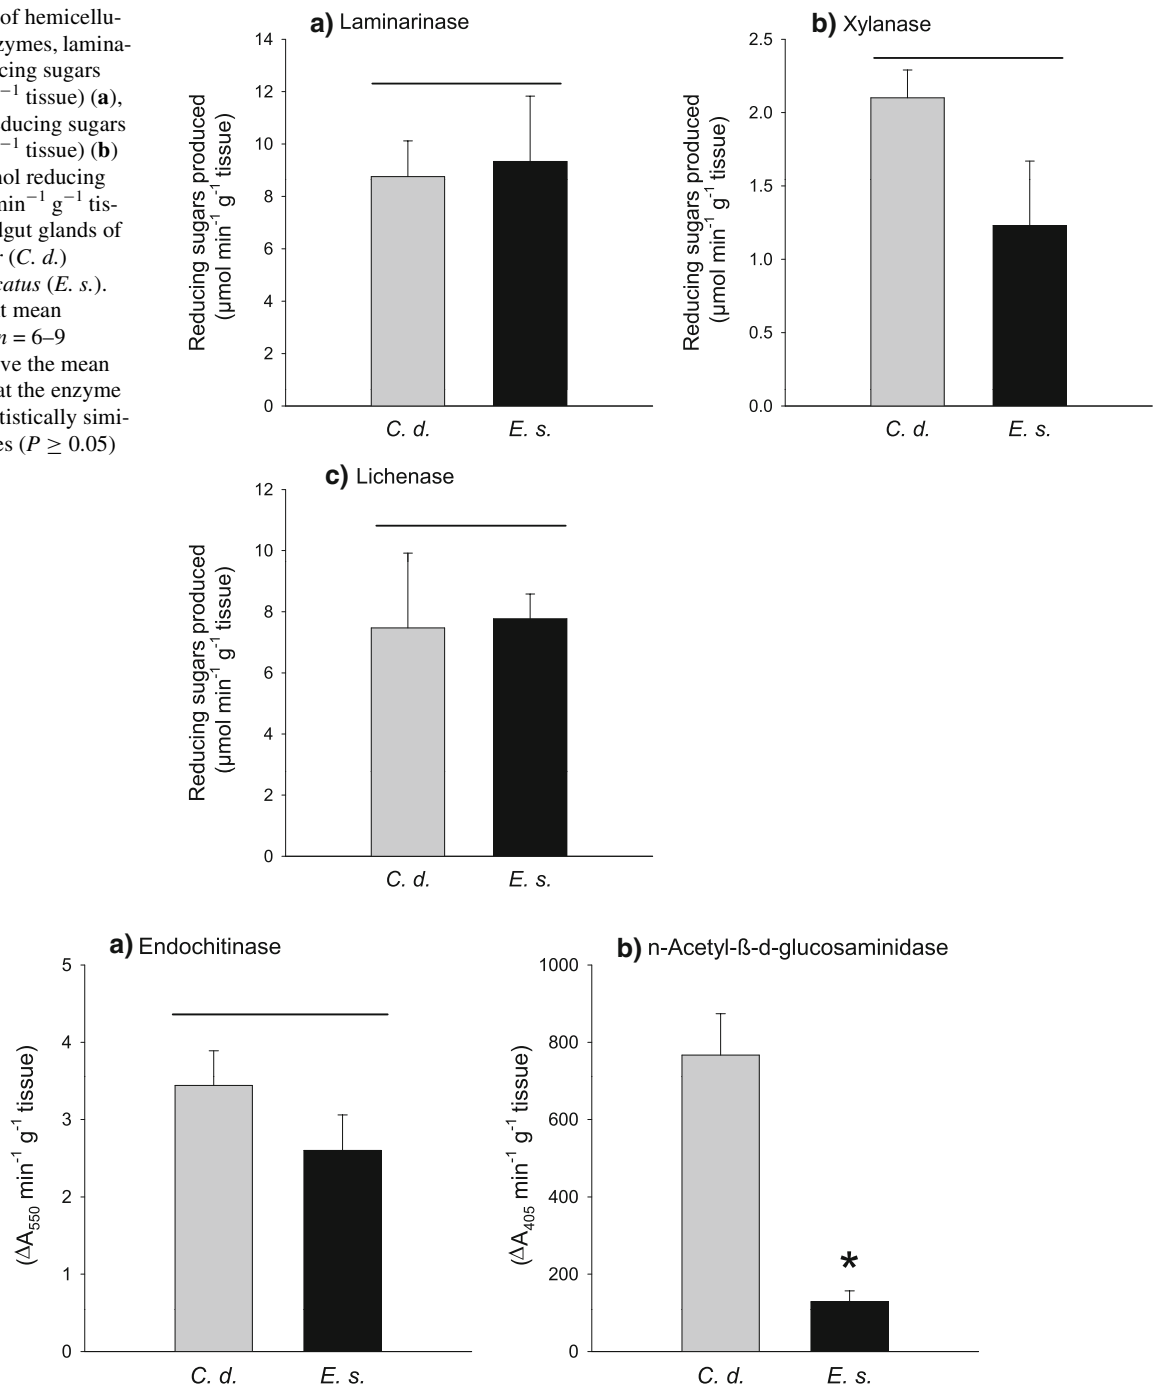 of hemicellu-
zymes, lamina-
cing sugars
⁻¹ tissue) (a),
educing sugars
⁻¹ tissue) (b)
nol reducing
min⁻¹ g⁻¹ tis-
dgut glands of
r (C. d.)
catus (E. s.).
t mean
n = 6–9
ve the mean
at the enzyme
tistically simi-
es (P ≥ 0.05)
a) Laminarinase
Reducing sugars produced
(µmol min⁻¹ g⁻¹ tissue)
14
12
10
8
6
4
2
0
C. d. E. s.
b) Xylanase
Reducing sugars produced
(µmol min⁻¹ g⁻¹ tissue)
2.5
2.0
1.5
1.0
0.5
0.0
C. d. E. s.
c) Lichenase
Reducing sugars produced
(µmol min⁻¹ g⁻¹ tissue)
12
10
8
6
4
2
0
C. d. E. s.
a) Endochitinase
(ΔA₅₅₀ min⁻¹ g⁻¹ tissue)
5
4
3
2
1
0
C. d. E. s.
b) n-Acetyl-ß-d-glucosaminidase
(ΔA₄₀₅ min⁻¹ g⁻¹ tissue)
1000
800
600
400
200
0
*
C. d. E. s.